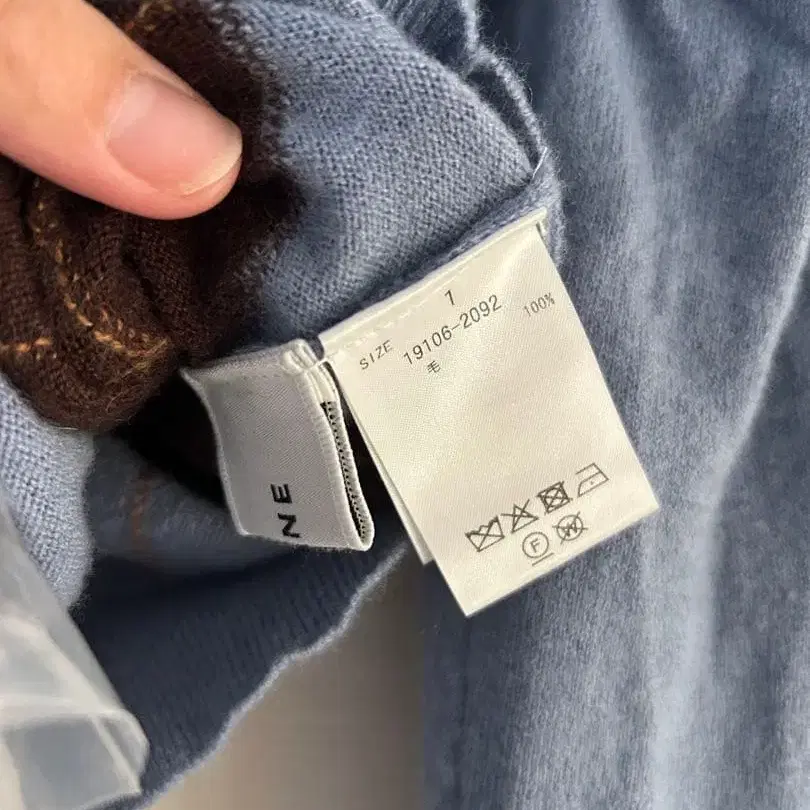 SIZE 1
19106-2092
毛 100%
F
W
NE